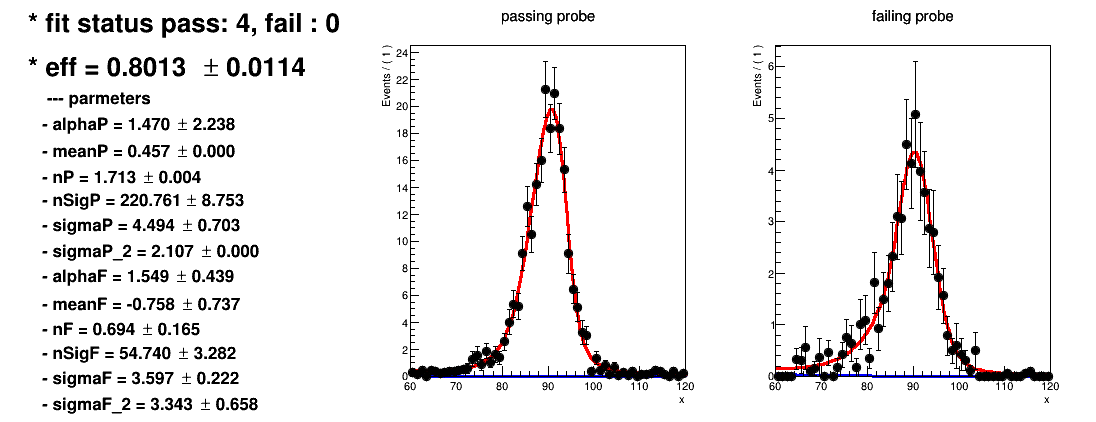 * fit status pass: 4, fail : 0
* eff = 0.8013 ± 0.0114
--- parmeters
- alphaP = 1.470 ± 2.238
- meanP = 0.457 ± 0.000
- nP = 1.713 ± 0.004
- nSigP = 220.761 ± 8.753
- sigmaP = 4.494 ± 0.703
- sigmaP_2 = 2.107 ± 0.000
- alphaF = 1.549 ± 0.439
- meanF = -0.758 ± 0.737
- nF = 0.694 ± 0.165
- nSigF = 54.740 ± 3.282
- sigmaF = 3.597 ± 0.222
- sigmaF_2 = 3.343 ± 0.658
passing probe
Events / ( 1 )
24
22
20
18
16
14
12
10
8
6
4
2
0
60 70 80 90 100 110 120
x
failing probe
Events / ( 1 )
6
5
4
3
2
1
0
60 70 80 90 100 110 120
x